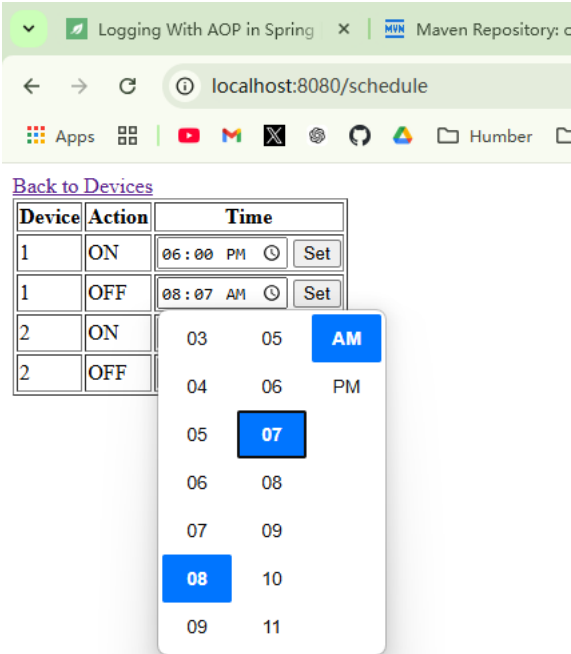 Logging With AOP in Spring
MVN Maven Repository: c
localhost:8080/schedule
Apps Humber
Back to Devices
Device Action Time
1 ON 06:00 PM Set
1 OFF 08:07 AM Set
2 ON
2 OFF
03 05 AM
04 06 PM
05 07
06 08
07 09
08 10
09 11